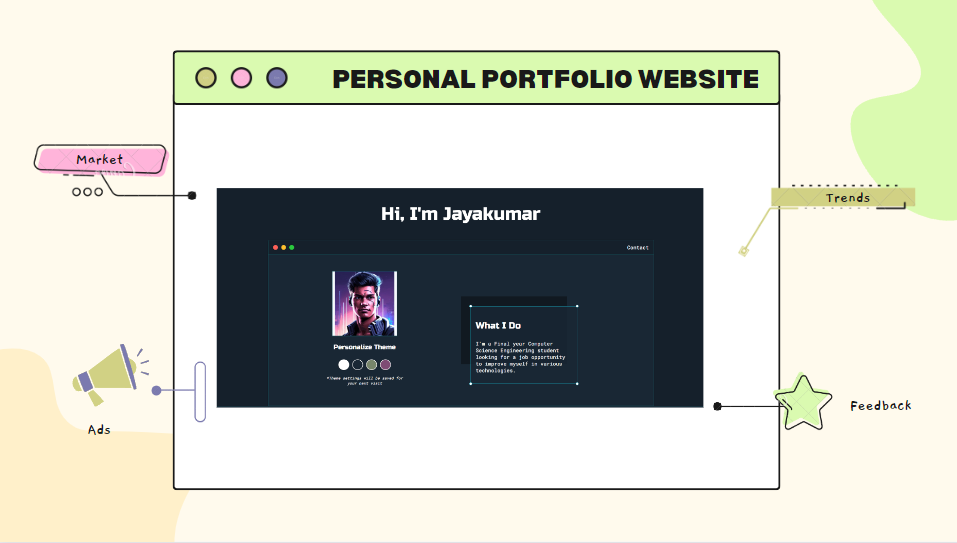 PERSONAL PORTFOLIO WEBSITE
Market
Trends
Hi, I'm Jayakumar
Contact
Personalize Theme
*Theme settings will be saved for
your next visit
What I Do
I'm a Final year Computer
Science Engineering student
looking for a job opportunity
to improve myself in various
technologies.
Ads
Feedback